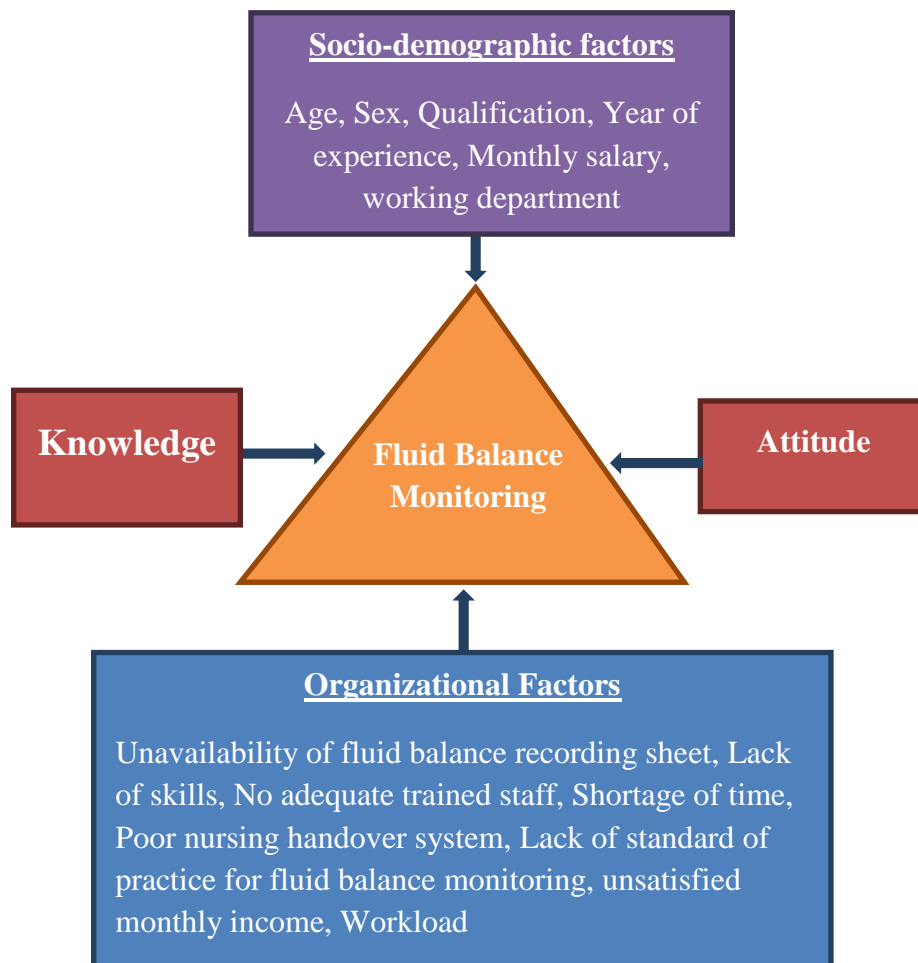 Socio-demographic factors
Age, Sex, Qualification, Year of
experience, Monthly salary,
working department
Knowledge
Fluid Balance
Monitoring
Attitude
Organizational Factors
Unavailability of fluid balance recording sheet, Lack
of skills, No adequate trained staff, Shortage of time,
Poor nursing handover system, Lack of standard of
practice for fluid balance monitoring, unsatisfied
monthly income, Workload